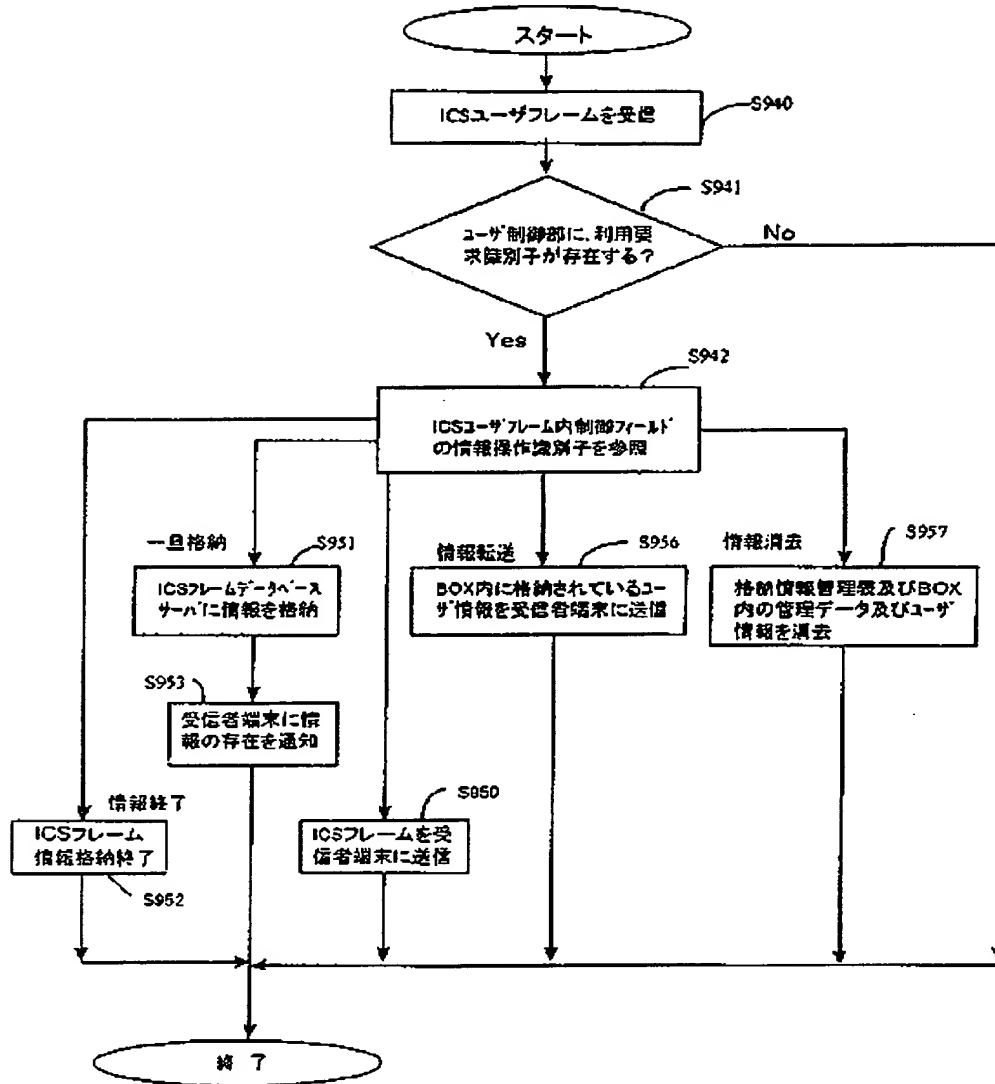 スタート
ICSユーザフレームを受信
S940
S941
ユーザ制御部に、利用要
求識別子が存在する?
No
Yes
S942
ICSユーザフレーム内制御フィールド
の情報操作識別子を参照
一旦格納
S951
ICSフレームデータベース
サーバに情報を格納
情報転送
S956
BOX内に格納されているユー
ザ情報を受信者端末に送信
情報消去
S957
格納情報管理表及びBOX
内の管理データ及びユーザ
情報を消去
S953
受信者端末に情
報の存在を通知
情報終了
ICSフレーム
情報格納終了
S952
S950
ICSフレームを受
信者端末に送信
終了